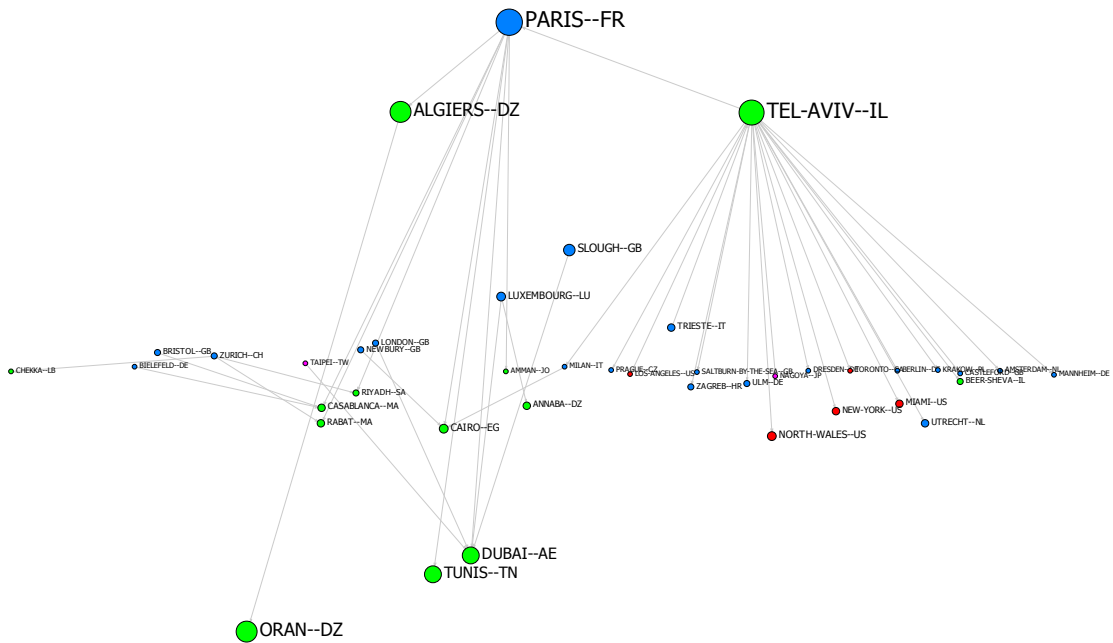 PARIS--FR
ALGIERS--DZ
TEL-AVIV--IL
SLOUGH--GB
LUXEMBOURG--LU
TRIESTE--IT
LONDON--GB
NEWBURY--GB
BRISTOL--GB
ZURICH--CH
TAIPEI--TW
BIELEFELD--DE
MILAN--IT
CHEKKA--LB
AMMAN--JO
PRAGUE--CZ
LOS-ANGELES--US
SALTBURN-BY-THE-SEA--GB
NAGOYA--JP
DRESDEN--DE
TORONTO--CA
BERLIN--DE
KRAKOW--PL
CASTLEFORD--GB
AMSTERDAM--NL
MANNHEIM--DE
BEER-SHEVA--IL
ZAGREB--HR
ULM--DE
RIYADH--SA
CASABLANCA--MA
ANNABA--DZ
MIAMI--US
NEW-YORK--US
RABAT--MA
CAIRO--EG
UTRECHT--NL
NORTH-WALES--US
DUBAI--AE
TUNIS--TN
ORAN--DZ